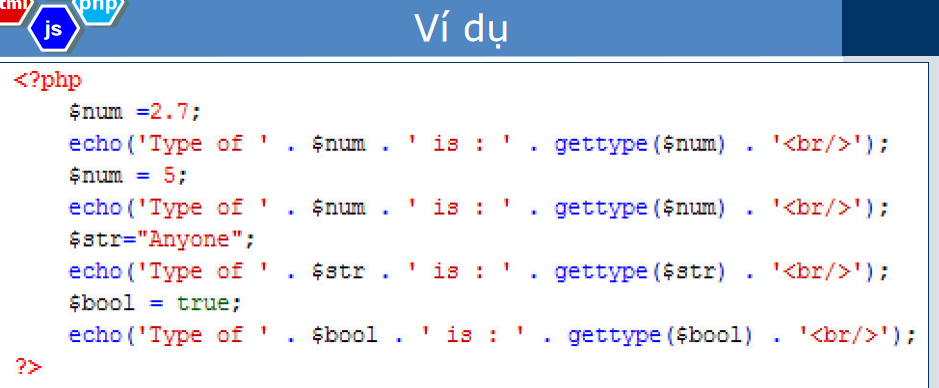 tml php
js
Ví dụ
<?php
$num =2.7;
echo('Type of ' . $num . ' is : ' . gettype($num) . '<br/>');
$num = 5;
echo('Type of ' . $num . ' is : ' . gettype($num) . '<br/>');
$str="Anyone";
echo('Type of ' . $str . ' is : ' . gettype($str) . '<br/>');
$bool = true;
echo('Type of ' . $bool . ' is : ' . gettype($bool) . '<br/>');
?>